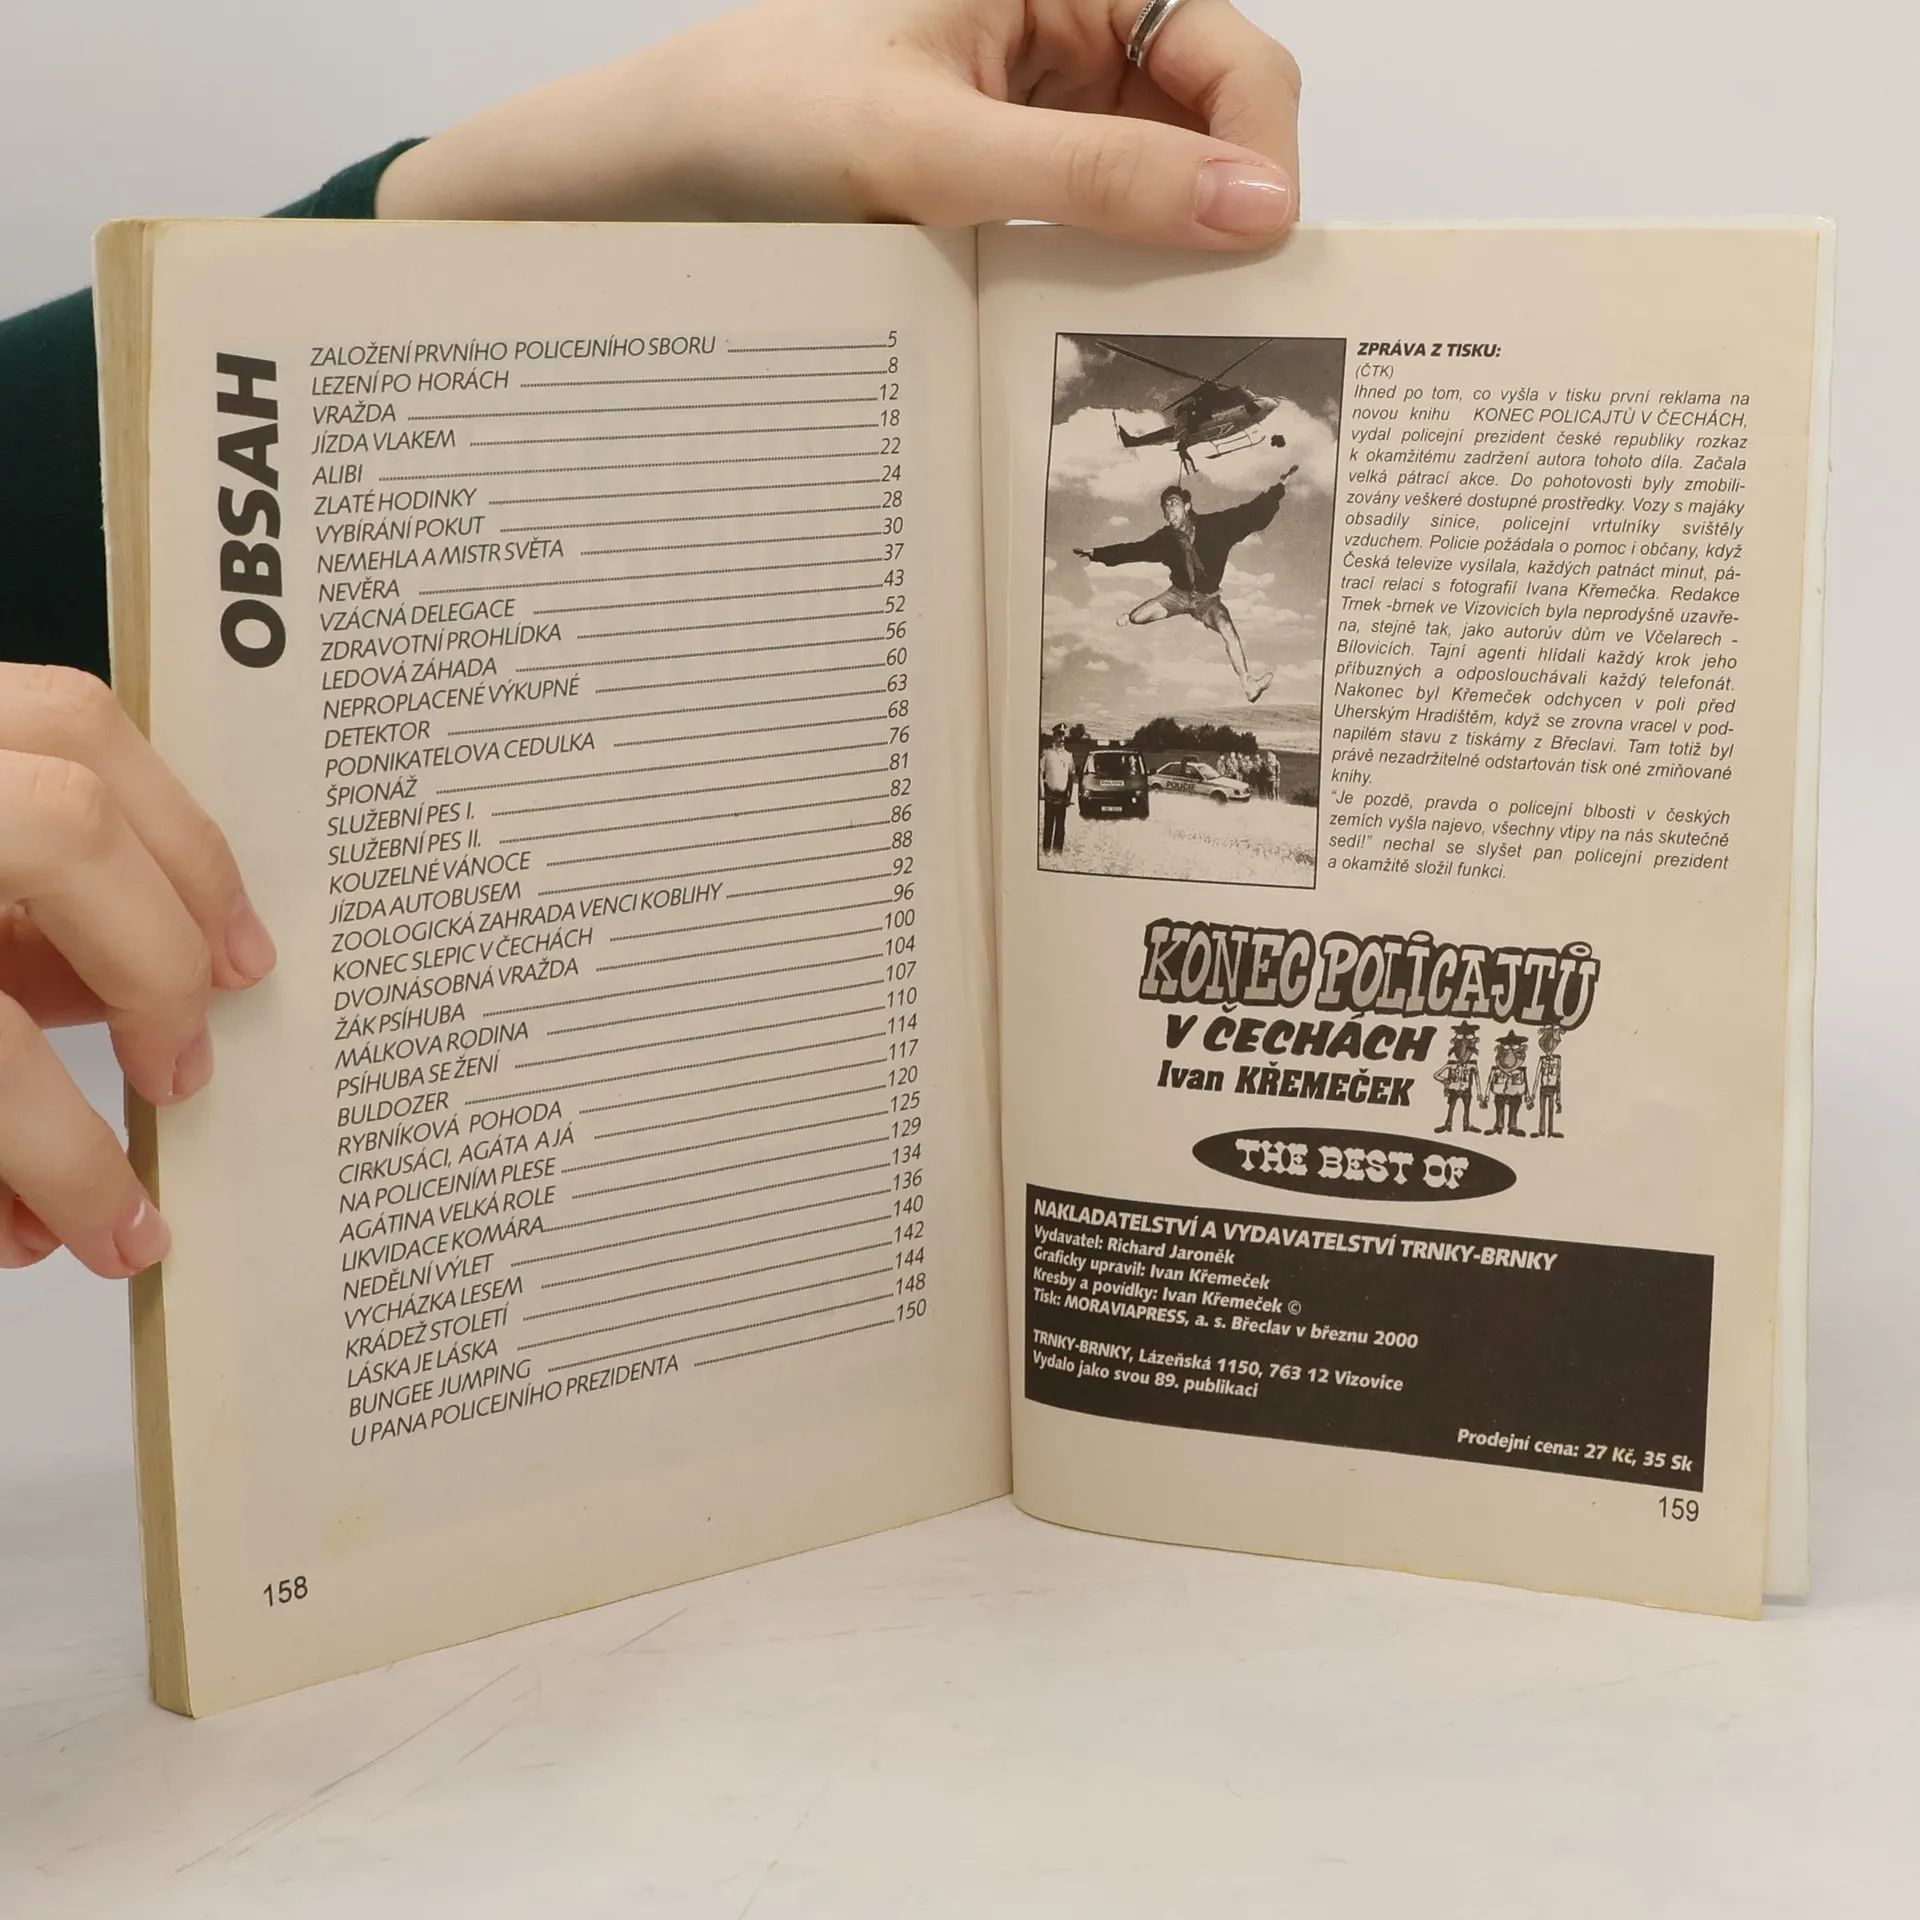 OBSAH
ZALOŽENÍ PRVNÍHO POLICEJNÍHO SBORU 5
LEZENÍ PO HORÁCH 8
VRAŽDA 12
JÍZDA VLAKEM 18
ALIBI 22
ZLATÉ HODINKY 24
VYBÍRÁNÍ POKUT 28
NEMEHLA A MISTR SVĚTA 30
NEVĚRA 37
VZÁCNÁ DELEGACE 43
ZDRAVOTNÍ PROHLÍDKA 52
LEDOVÁ ZÁHADA 56
NEPROPLACENÉ VÝKUPNÉ 60
DETEKTOR 63
PODNIKATELOVA CEDULKA 68
ŠPIONÁŽ 76
SLUŽEBNÍ PES I. 81
SLUŽEBNÍ PES II. 82
KOUZELNÉ VÁNOCE 86
JÍZDA AUTOBUSEM 88
ZOOLOGICKÁ ZAHRADA VENCI KOBLIHY 92
KONEC SLEPIC V ČECHÁCH 96
DVOJNÁSOBNÁ VRAŽDA 100
ŽÁK PSÍHUBA 104
MÁLKOVA RODINA 107
PSÍHUBA SE ŽENÍ 110
BULDOZER 114
RYBNÍKOVÁ POHODA 117
CIRKUSÁCI, AGÁTA A JÁ 120
NA POLICEJNÍM PLESE 125
AGÁTINA VELKÁ ROLE 129
LIKVIDACE KOMÁRA 134
NEDĚLNÍ VÝLET 136
VYCHÁZKA LESEM 140
KRÁDEŽ STOLETÍ 142
LÁSKA JE LÁSKA 144
BUNGEE JUMPING 148
U PANA POLICEJNÍHO PREZIDENTA 150
158
ZPRÁVA Z TISKU:
(ČTK)
Ihned po tom, co vyšla v tisku první reklama na
novou knihu KONEC POLICAJTŮ V ČECHÁCH,
vydal policejní prezident české republiky rozkaz
k okamžitému zadržení autora tohoto díla. Začala
velká pátrací akce. Do pohotovosti byly zmobili-
zovány veškeré dostupné prostředky. Vozy s majáky
obsadily sinice, policejní vrtulníky svištěly
vzduchem. Policie požádala o pomoc i občany, když
Česká televize vysílala, každých patnáct minut, pá-
trací relaci s fotografií Ivana Křemečka. Redakce
Trnek -brnek ve Vizovicích byla neprodyšně uzavře-
na, stejně tak, jako autorův dům ve Včelarech -
Bílovicích. Tajní agenti hlídali každý krok jeho
příbuzných a odposlouchávali každý telefonát.
Nakonec byl Křemeček odchycen v poli před
Uherským Hradištěm, když se zrovna vracel v pod-
napilém stavu z tiskárny z Břeclavi. Tam totiž byl
právě nezadržitelně odstartován tisk oné zmiňované
knihy.
“Je pozdě, pravda o policejní blbosti v českých
zemích vyšla najevo, všechny vtipy na nás skutečně
sedí!” nechal se slyšet pan policejní prezident
a okamžitě složil funkci.
POLICIE
KONEC POLICAJTŮ
V ČECHÁCH
Ivan KŘEMEČEK
THE BEST OF
NAKLADATELSTVÍ A VYDAVATELSTVÍ TRNKY-BRNKY
Vydavatel: Richard Jaroněk
Graficky upravil: Ivan Křemeček
Kresby a povídky: Ivan Křemeček ©
Tisk: MORAVIAPRESS, a. s. Břeclav v březnu 2000
TRNKY-BRNKY, Lázeňská 1150, 763 12 Vizovice
Vydalo jako svou 89. publikaci
Prodejní cena: 27 Kč, 35 Sk
159